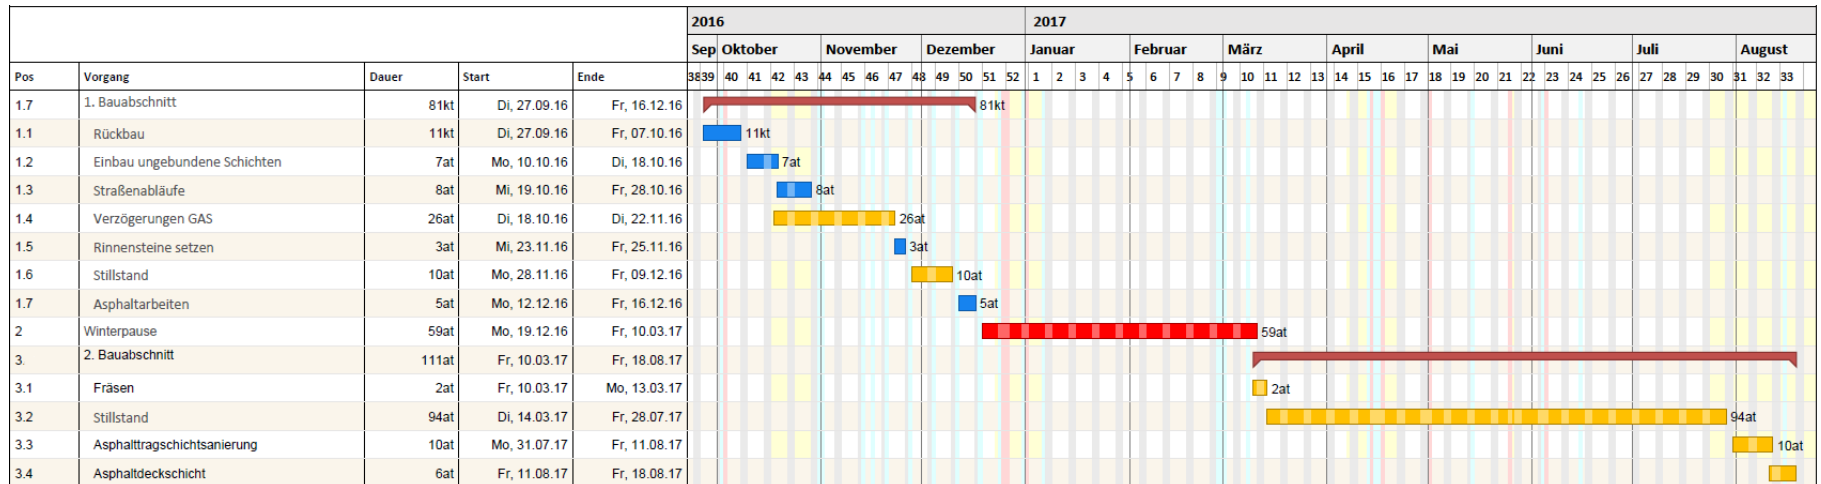 2016 2017
Sep Oktober November Dezember Januar Februar März April Mai Juni Juli August
Pos Vorgang Dauer Start Ende 38 39 40 41 42 43 44 45 46 47 48 49 50 51 52 1 2 3 4 5 6 7 8 9 10 11 12 13 14 15 16 17 18 19 20 21 22 23 24 25 26 27 28 29 30 31 32 33
1.7 1. Bauabschnitt 81kt Di, 27.09.16 Fr, 16.12.16 81kt
1.1 Rückbau 11kt Di, 27.09.16 Fr, 07.10.16 11kt
1.2 Einbau ungebundene Schichten 7at Mo, 10.10.16 Di, 18.10.16 7at
1.3 Straßenabläufe 8at Mi, 19.10.16 Fr, 28.10.16 8at
1.4 Verzögerungen GAS 26at Di, 18.10.16 Di, 22.11.16 26at
1.5 Rinnensteine setzen 3at Mi, 23.11.16 Fr, 25.11.16 3at
1.6 Stillstand 10at Mo, 28.11.16 Fr, 09.12.16 10at
1.7 Asphaltarbeiten 5at Mo, 12.12.16 Fr, 16.12.16 5at
2 Winterpause 59at Mo, 19.12.16 Fr, 10.03.17 59at
3. 2. Bauabschnitt 111at Fr, 10.03.17 Fr, 18.08.17
3.1 Fräsen 2at Fr, 10.03.17 Mo, 13.03.17 2at
3.2 Stillstand 94at Di, 14.03.17 Fr, 28.07.17 94at
3.3 Asphalttragschichtsanierung 10at Mo, 31.07.17 Fr, 11.08.17 10at
3.4 Asphaltdeckschicht 6at Fr, 11.08.17 Fr, 18.08.17